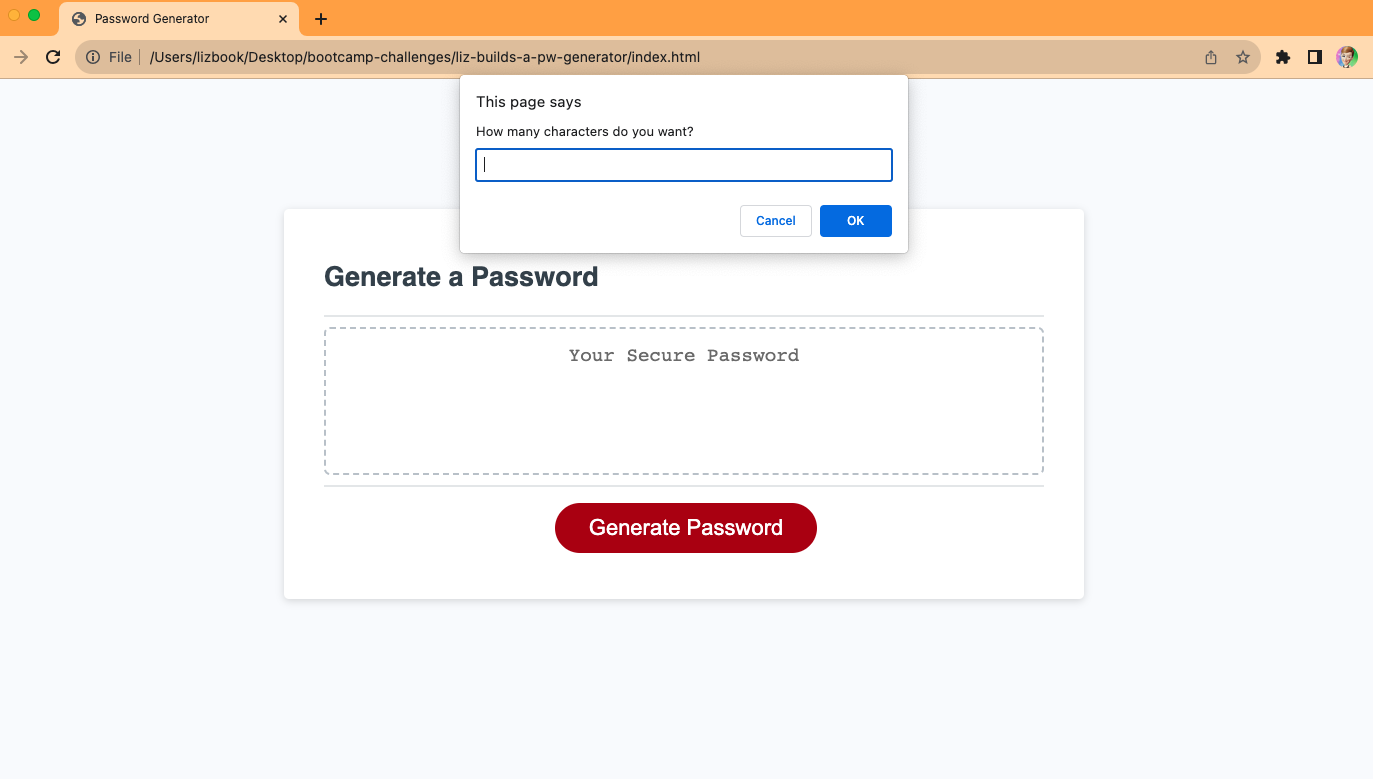 Password Generator
File /Users/lizbook/Desktop/bootcamp-challenges/liz-builds-a-pw-generator/index.html
This page says
How many characters do you want?
Cancel OK
Generate a Password
Your Secure Password
Generate Password